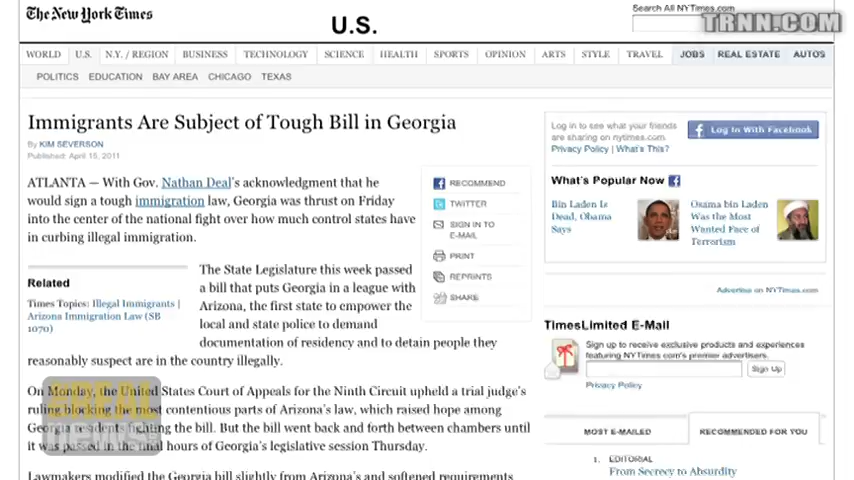 The New York Times
Search All NYTimes.com
TRNN.COM
U.S.
WORLD U.S. N.Y. / REGION BUSINESS TECHNOLOGY SCIENCE HEALTH SPORTS OPINION ARTS STYLE TRAVEL JOBS REAL ESTATE AUTOS
POLITICS EDUCATION BAY AREA CHICAGO TEXAS
Immigrants Are Subject of Tough Bill in Georgia
By KIM SEVERSON
Published: April 15, 2011
ATLANTA — With Gov. Nathan Deal's acknowledgment that he
would sign a tough immigration law, Georgia was thrust on Friday
into the center of the national fight over how much control states have
in curbing illegal immigration.
RECOMMEND
TWITTER
SIGN IN TO
E-MAIL
PRINT
REPRINTS
SHARE
Related
Times Topics: Illegal Immigrants |
Arizona Immigration Law (SB
1070)
The State Legislature this week passed
a bill that puts Georgia in a league with
Arizona, the first state to empower the
local and state police to demand
documentation of residency and to detain people they
reasonably suspect are in the country illegally.
On Monday, the United States Court of Appeals for the Ninth Circuit upheld a trial judge's
ruling blocking the most contentious parts of Arizona's law, which raised hope among
Georgia residents fighting the bill. But the bill went back and forth between chambers until
it was passed in the final hours of Georgia's legislative session Thursday.
Lawmakers modified the Georgia bill slightly from Arizona's and softened requirements
Log in to see what your friends
are sharing on nytimes.com.
Privacy Policy | What's This?
Log In With Facebook
What's Popular Now
Bin Laden Is
Dead, Obama
Says
Osama bin Laden
Was the Most
Wanted Face of
Terrorism
Advertise on NYTimes.com
TimesLimited E-Mail
Sign up to receive exclusive products and experiences
featuring NYTimes.com's premier advertisers.
Sign Up
Privacy Policy
MOST E-MAILED RECOMMENDED FOR YOU
1. EDITORIAL
From Secrecy to Absurdity